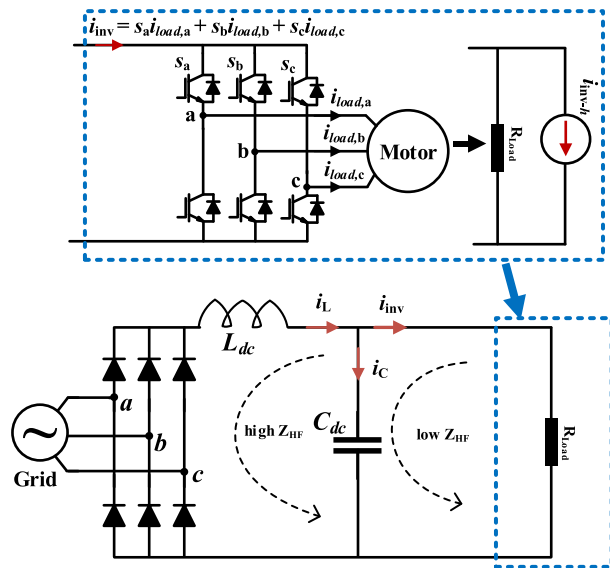 i_inv = s_a i_load,a + s_b i_load,b + s_c i_load,c
s_a s_b s_c
a
i_load,a
b
i_load,b
c
i_load,c
Motor
R_Load
i_inv-h
L_dc
i_L
i_inv
i_C
a
b
c
Grid
high Z_HF
C_dc
low Z_HF
R_Load